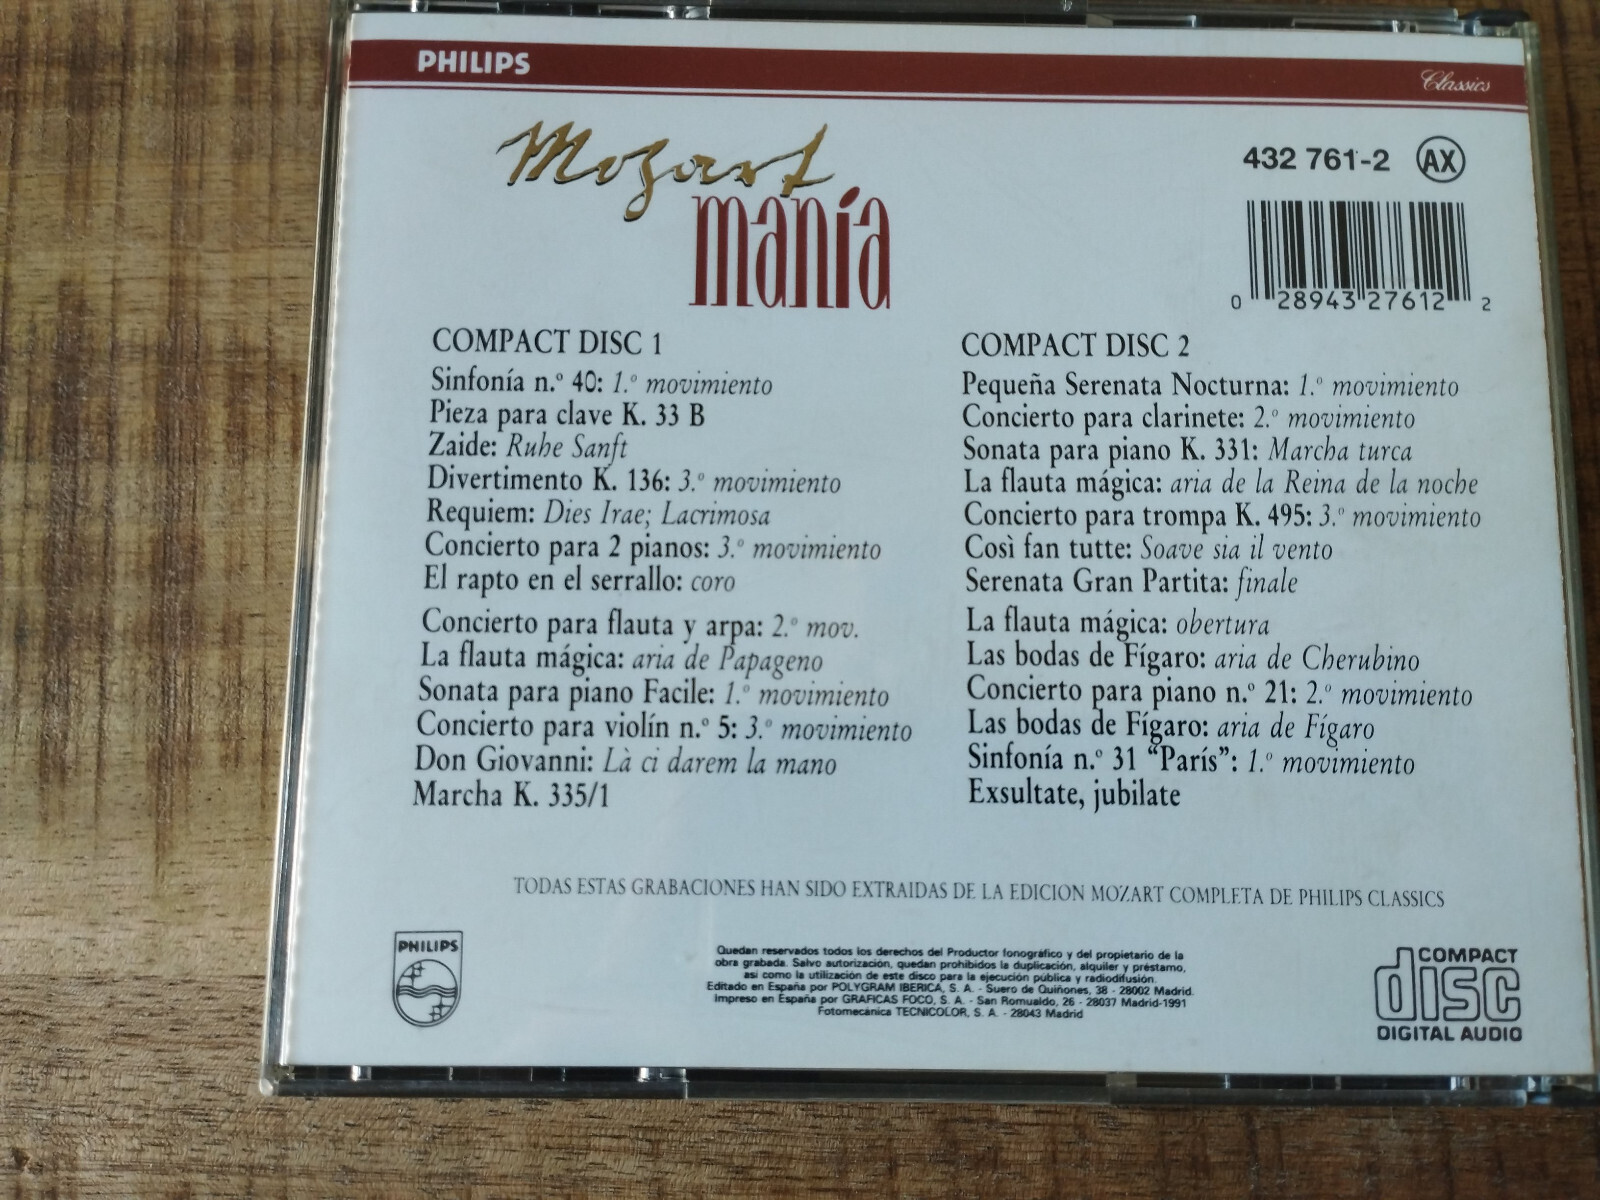 PHILIPS
Classics
Mozart
manía
432 761-2 AX
0 28943 27612 2
COMPACT DISC 1
Sinfonía n.º 40: 1.º movimiento
Pieza para clave K. 33 B
Zaide: Ruhe Sanft
Divertimento K. 136: 3.º movimiento
Requiem: Dies Irae; Lacrimosa
Concierto para 2 pianos: 3.º movimiento
El rapto en el serrallo: coro
Concierto para flauta y arpa: 2.º mov.
La flauta mágica: aria de Papageno
Sonata para piano Facile: 1.º movimiento
Concierto para violín n.º 5: 3.º movimiento
Don Giovanni: Là ci darem la mano
Marcha K. 335/1
COMPACT DISC 2
Pequeña Serenata Nocturna: 1.º movimiento
Concierto para clarinete: 2.º movimiento
Sonata para piano K. 331: Marcha turca
La flauta mágica: aria de la Reina de la noche
Concierto para trompa K. 495: 3.º movimiento
Così fan tutte: Soave sia il vento
Serenata Gran Partita: finale
La flauta mágica: obertura
Las bodas de Fígaro: aria de Cherubino
Concierto para piano n.º 21: 2.º movimiento
Las bodas de Fígaro: aria de Fígaro
Sinfonía n.º 31 “París”: 1.º movimiento
Exsultate, jubilate
TODAS ESTAS GRABACIONES HAN SIDO EXTRAIDAS DE LA EDICION MOZART COMPLETA DE PHILIPS CLASSICS
PHILIPS
Quedan reservados todos los derechos del Productor fonográfico y del propietario de la
obra grabada. Salvo autorización, quedan prohibidos la duplicación, alquiler y préstamo,
así como la utilización de este disco para la ejecución pública y radiodifusión.
Editado en España por POLYGRAM IBERICA, S. A. - Suero de Quiñones, 38 - 28002 Madrid.
Impreso en España por GRAFICAS FOCO, S. A. - San Romualdo, 26 - 28037 Madrid-1991
Fotomecánica TECNICOLOR, S. A. - 28043 Madrid
COMPACT
disc
DIGITAL AUDIO